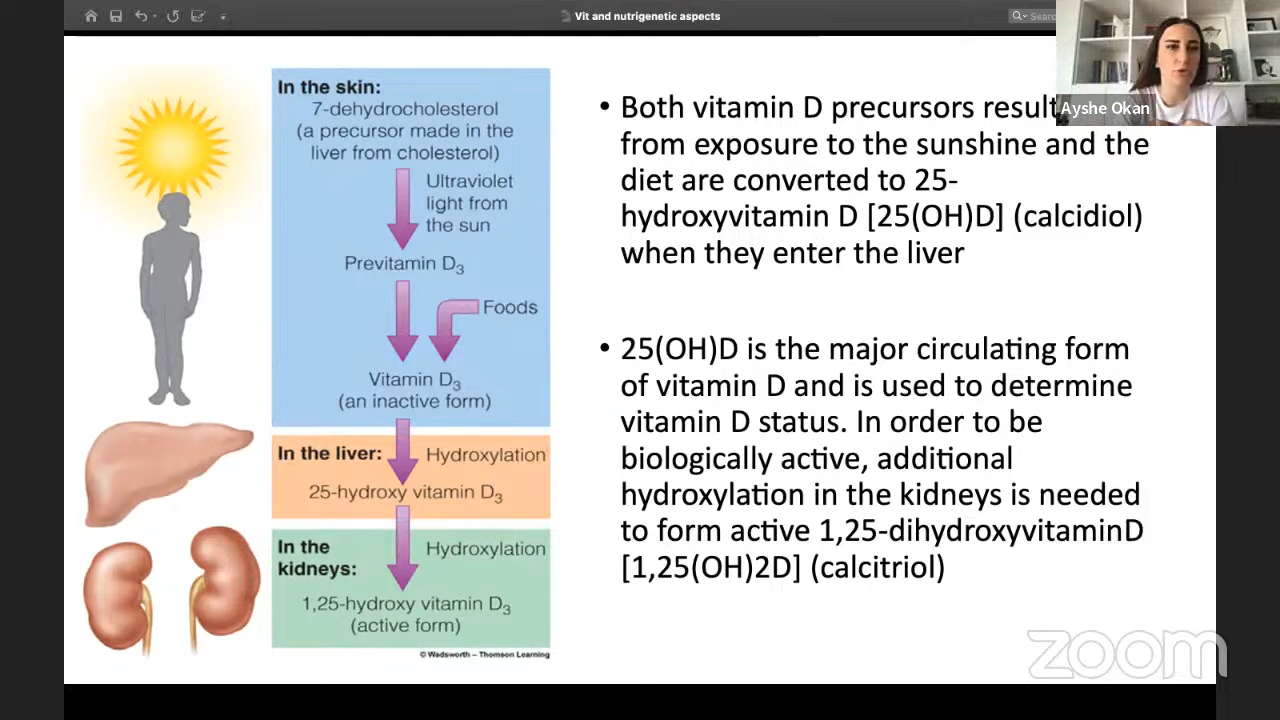 Vit and nutrigenetic aspects
Sear
Ayshe Okan
In the skin:
7-dehydrocholesterol
(a precursor made in the
liver from cholesterol)
Ultraviolet
light from
the sun
Previtamin D3
Foods
Vitamin D3
(an inactive form)
In the liver:
Hydroxylation
25-hydroxy vitamin D3
In the
kidneys:
Hydroxylation
1,25-hydroxy vitamin D3
(active form)
© Wadsworth – Thomson Learning
• Both vitamin D precursors result
from exposure to the sunshine and the
diet are converted to 25-
hydroxyvitamin D [25(OH)D] (calcidiol)
when they enter the liver
• 25(OH)D is the major circulating form
of vitamin D and is used to determine
vitamin D status. In order to be
biologically active, additional
hydroxylation in the kidneys is needed
to form active 1,25-dihydroxyvitaminD
[1,25(OH)2D] (calcitriol)
zoom